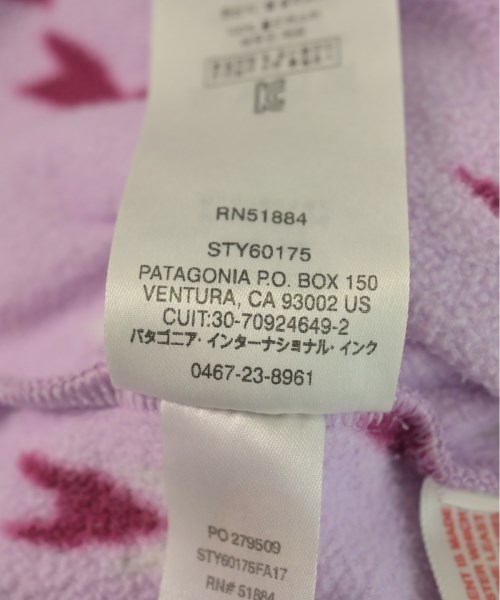 RN51884
STY60175
PATAGONIA P.O. BOX 150
VENTURA, CA 93002 US
CUIT:30-70924649-2
パタゴニア・インターナショナル・インク
0467-23-8961
PO 279509
STY60175FA17
RN# 51884